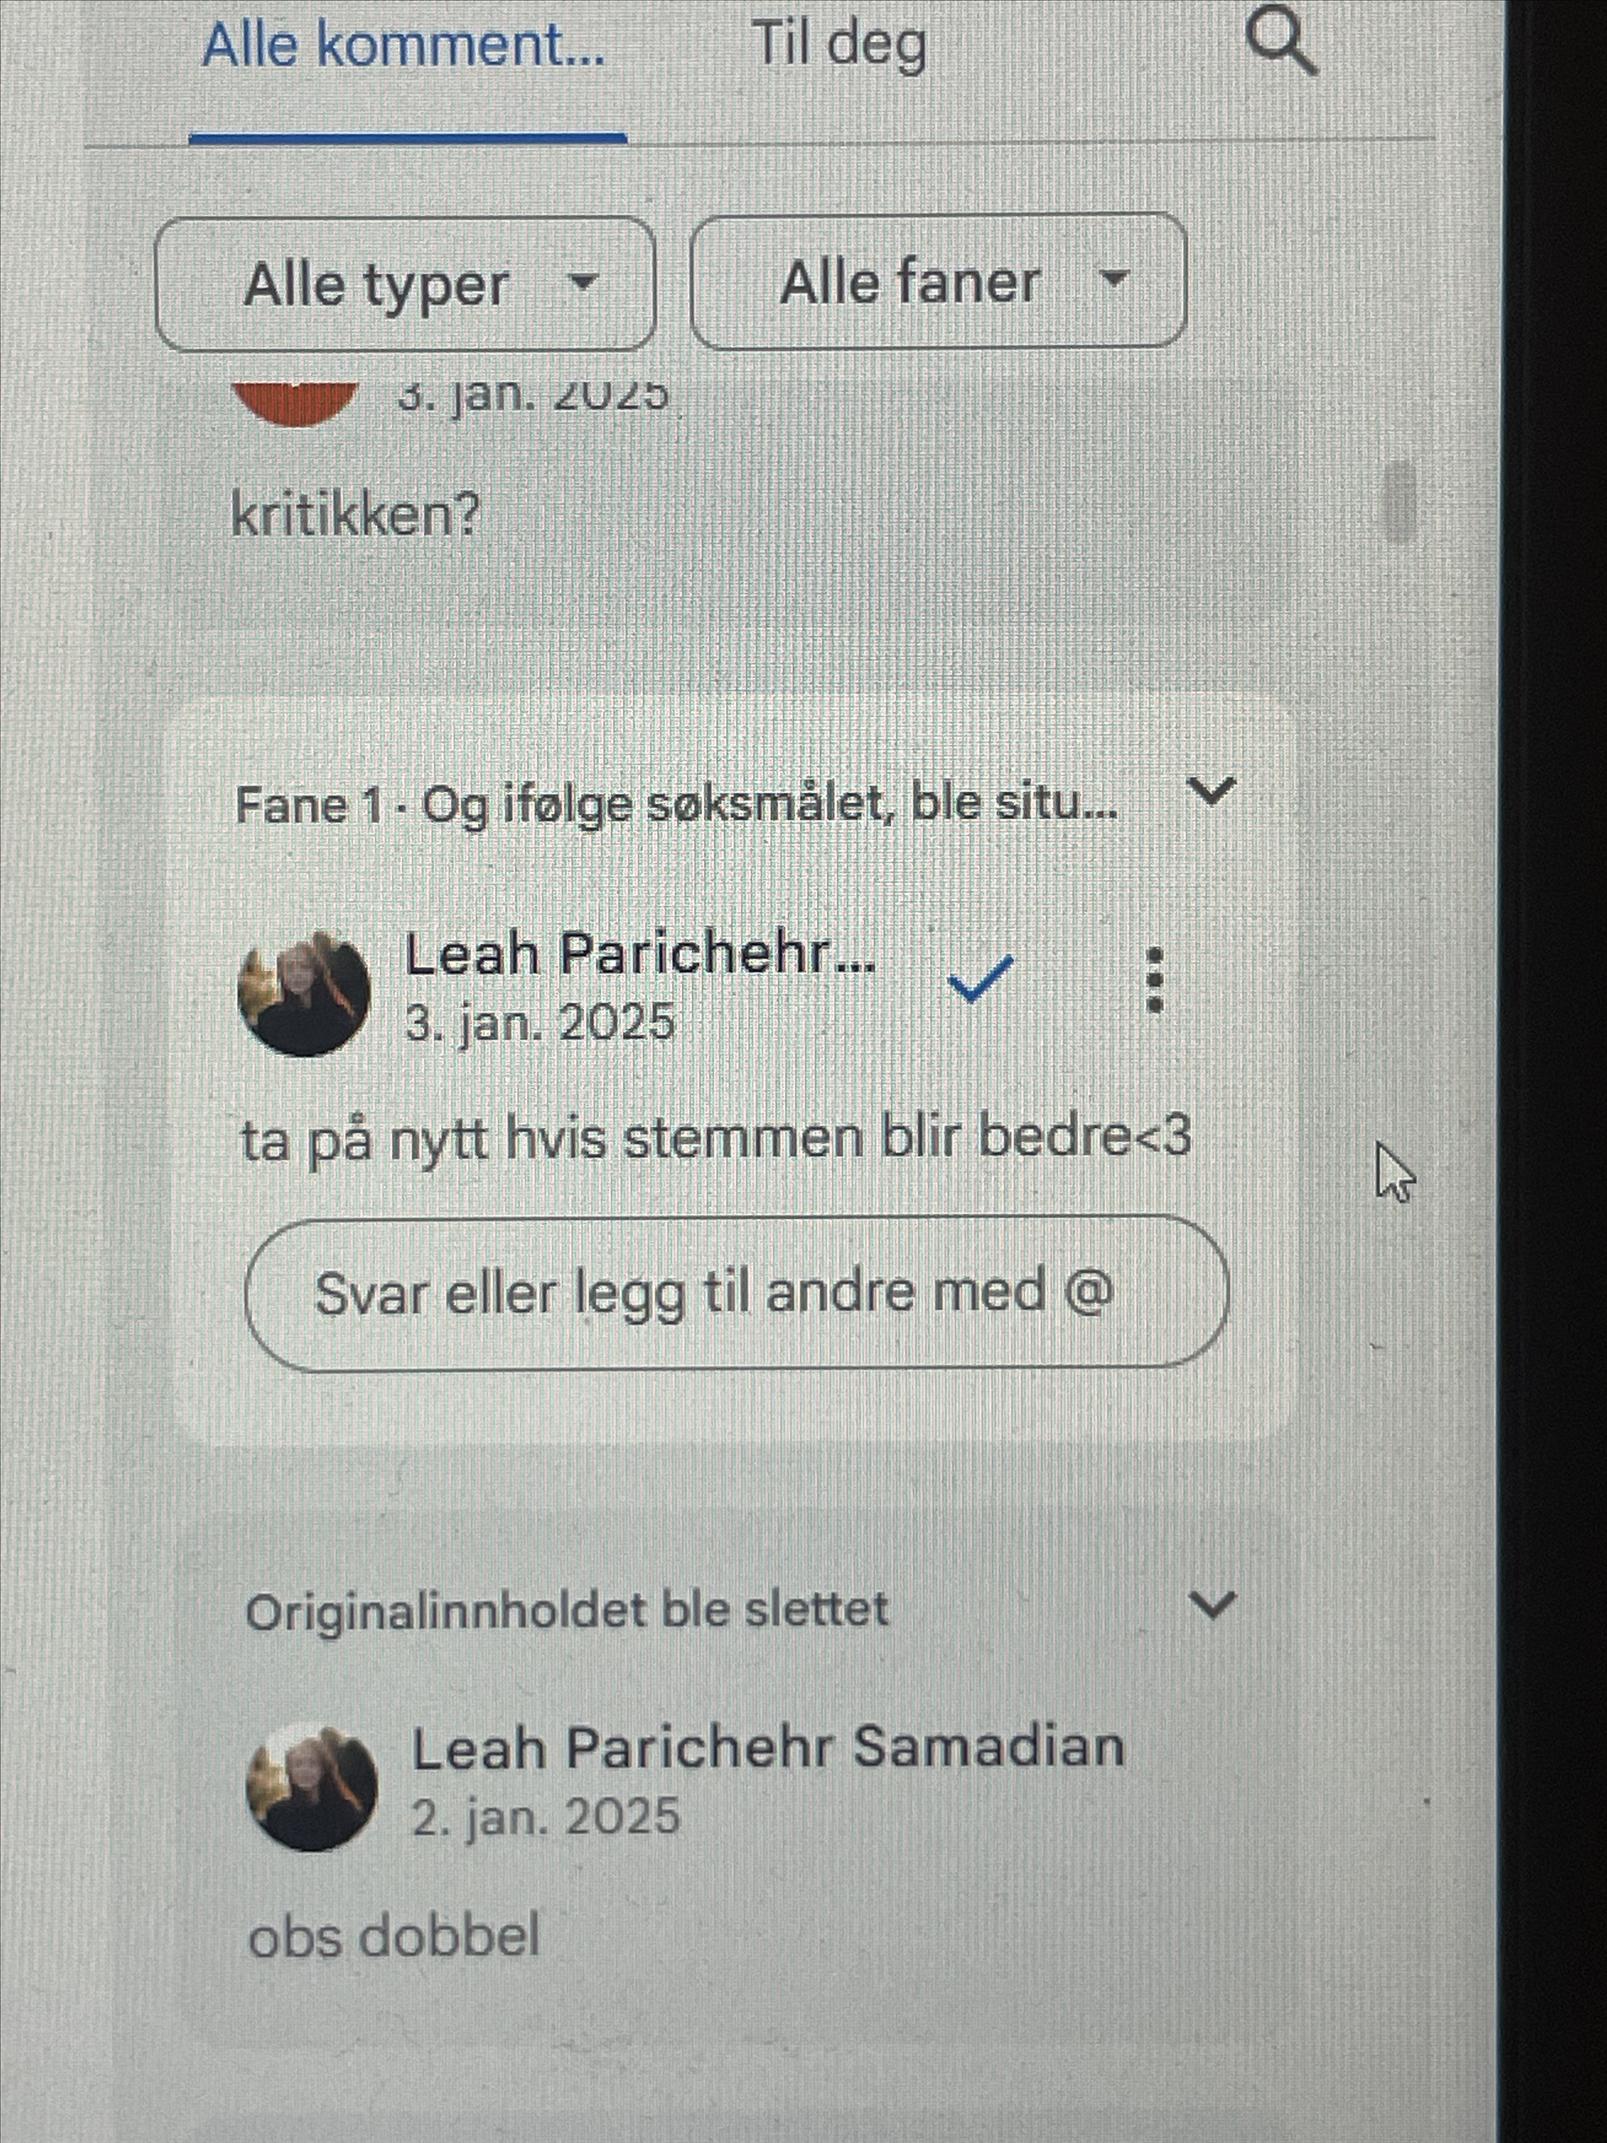 Alle komment...
Til deg
Alle typer
Alle faner
3. jan. 2025
kritikken?
Fane 1 · Og ifølge søksmålet, ble situ...
Leah Parichehr...
3. jan. 2025
ta på nytt hvis stemmen blir bedre<3
Svar eller legg til andre med @
Originalinnholdet ble slettet
Leah Parichehr Samadian
2. jan. 2025
obs dobbel